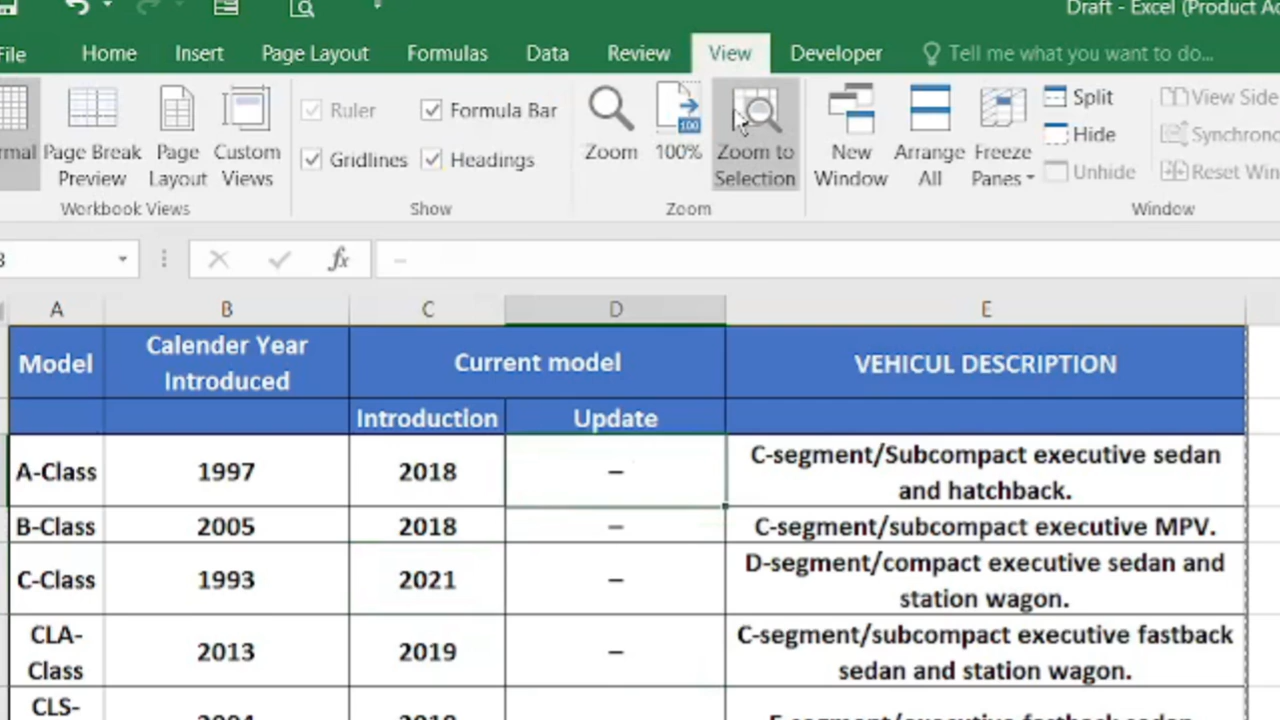 Draft - Excel (Product Ac
File Home Insert Page Layout Formulas Data Review View Developer Tell me what you want to do...
Ruler Formula Bar
Gridlines Headings
Page Break Preview
Page Layout
Custom Views
Zoom
100%
100
Zoom to Selection
New Window
Arrange All
Freeze Panes
Split
Hide
Unhide
View Side
Synchrono
Reset Win
Workbook Views Show Zoom Window
fx –
A B C D E
Model Calender Year Introduced Current model VEHICUL DESCRIPTION
Introduction Update
A-Class 1997 2018 – C-segment/Subcompact executive sedan
and hatchback.
B-Class 2005 2018 – C-segment/subcompact executive MPV.
C-Class 1993 2021 – D-segment/compact executive sedan and
station wagon.
CLA-
Class 2013 2019 – C-segment/subcompact executive fastback
sedan and station wagon.
CLS-